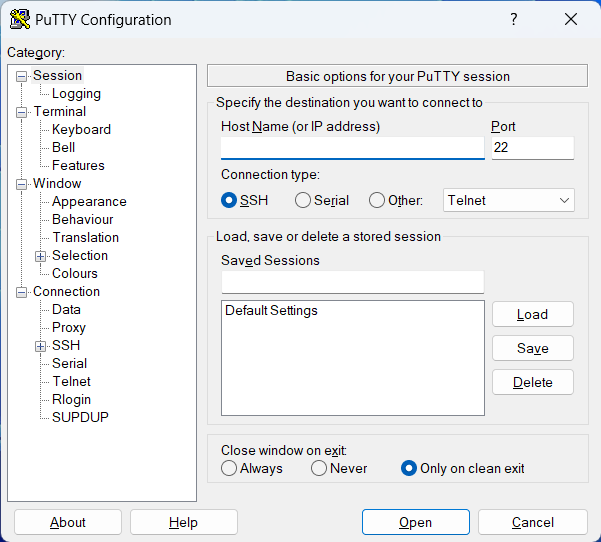 PuTTY Configuration
?
Category:
Session
Logging
Terminal
Keyboard
Bell
Features
Window
Appearance
Behaviour
Translation
Selection
Colours
Connection
Data
Proxy
SSH
Serial
Telnet
Rlogin
SUPDUP
Basic options for your PuTTY session
Specify the destination you want to connect to
Host Name (or IP address) Port
22
Connection type:
SSH Serial Other: Telnet
Load, save or delete a stored session
Saved Sessions
Default Settings
Load
Save
Delete
Close window on exit:
Always Never Only on clean exit
About Help Open Cancel